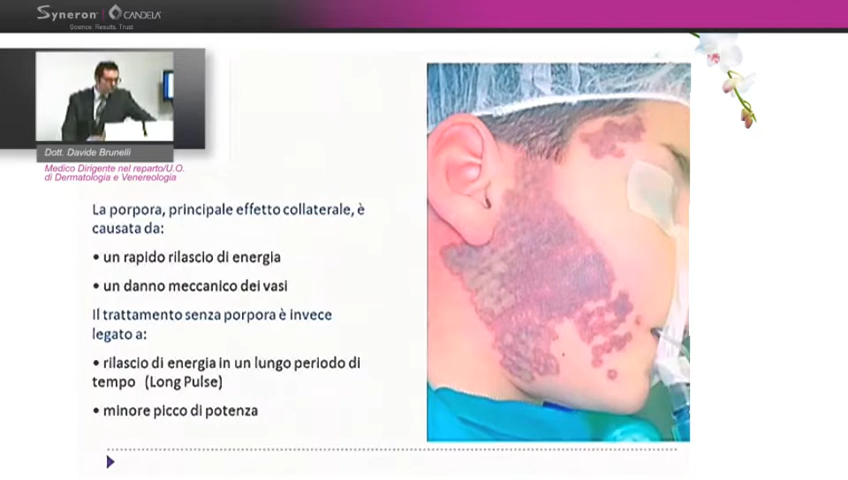 Syneron | CANDELA
Science. Results. Trust.
Dott. Davide Brunelli
Medico Dirigente nel reparto/U.O.
di Dermatologia e Venereologia
La porpora, principale effetto collaterale, è
causata da:
• un rapido rilascio di energia
• un danno meccanico dei vasi
Il trattamento senza porpora è invece
legato a:
• rilascio di energia in un lungo periodo di
tempo (Long Pulse)
• minore picco di potenza